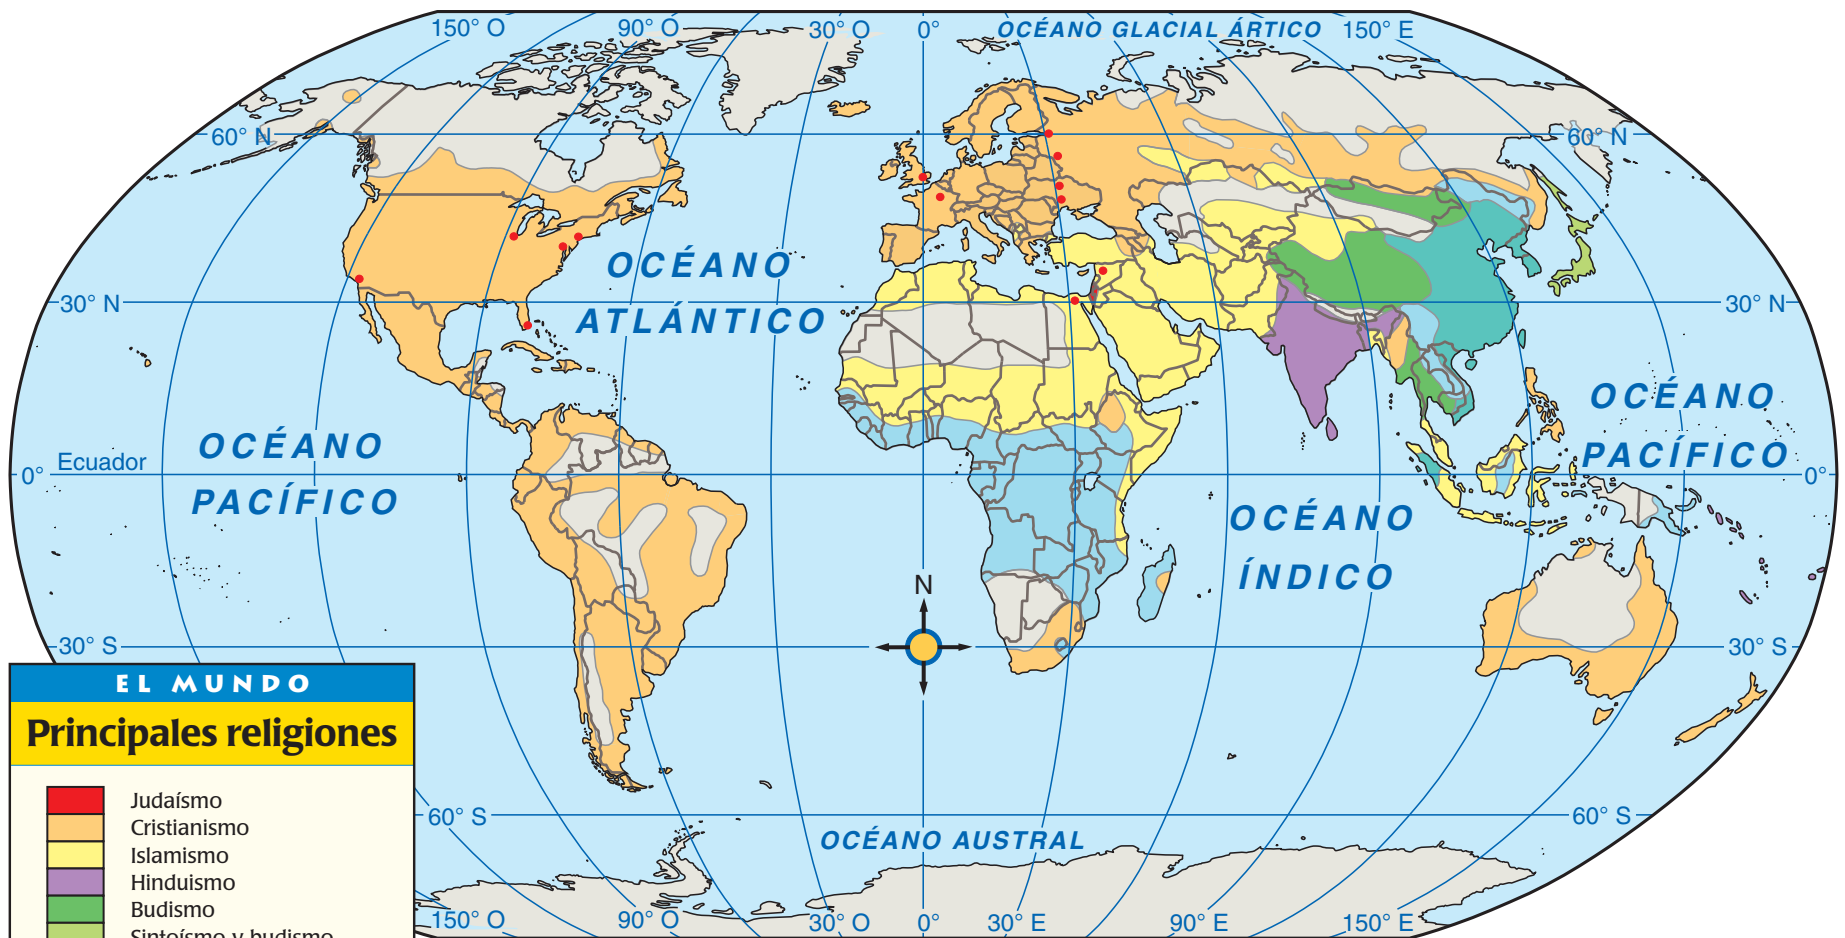 150° O
90° O
30° O
0°
OCÉANO GLACIAL ÁRTICO
150° E
60° N
60° N
OCÉANO
ATLÁNTICO
30° N
30° N
OCÉANO
PACÍFICO
OCÉANO
PACÍFICO
0°
Ecuador
0°
OCÉANO
ÍNDICO
N
30° S
30° S
EL MUNDO
Principales religiones
Judaísmo
Cristianismo
Islamismo
Hinduismo
Budismo
Sintoísmo y budismo
60° S
60° S
OCÉANO AUSTRAL
150° O
90° O
30° O
0°
30° E
90° E
150° E